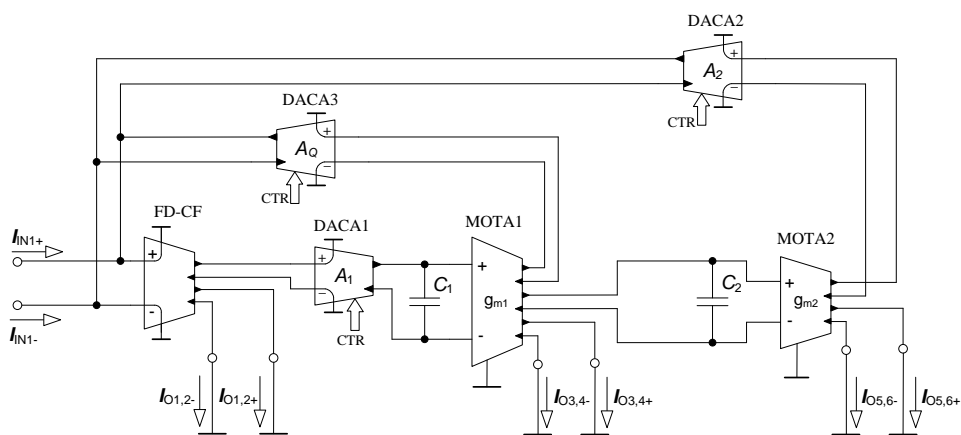 DACA2
+
A2
−
CTR
DACA3
+
AQ
−
CTR
FD-CF
DACA1
MOTA1
MOTA2
IIN1+
+
-
+
A1
−
CTR
C1
+
gm1
-
C2
+
gm2
-
IIN1-
IO1,2- IO1,2+
IO3,4- IO3,4+
IO5,6- IO5,6+